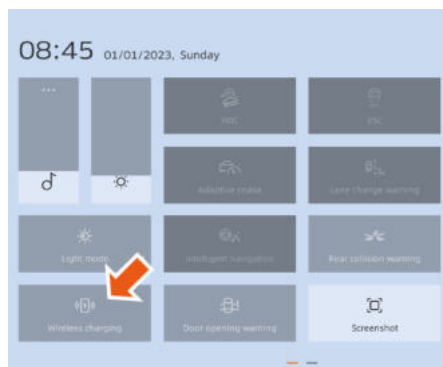 08:45 01/01/2023, Sunday
HDC
ESC
Adaptive cruise
Lane change warning
Light mode
Intelligent navigation
Rear collision warning
Wireless charging
Door opening warning
Screenshot